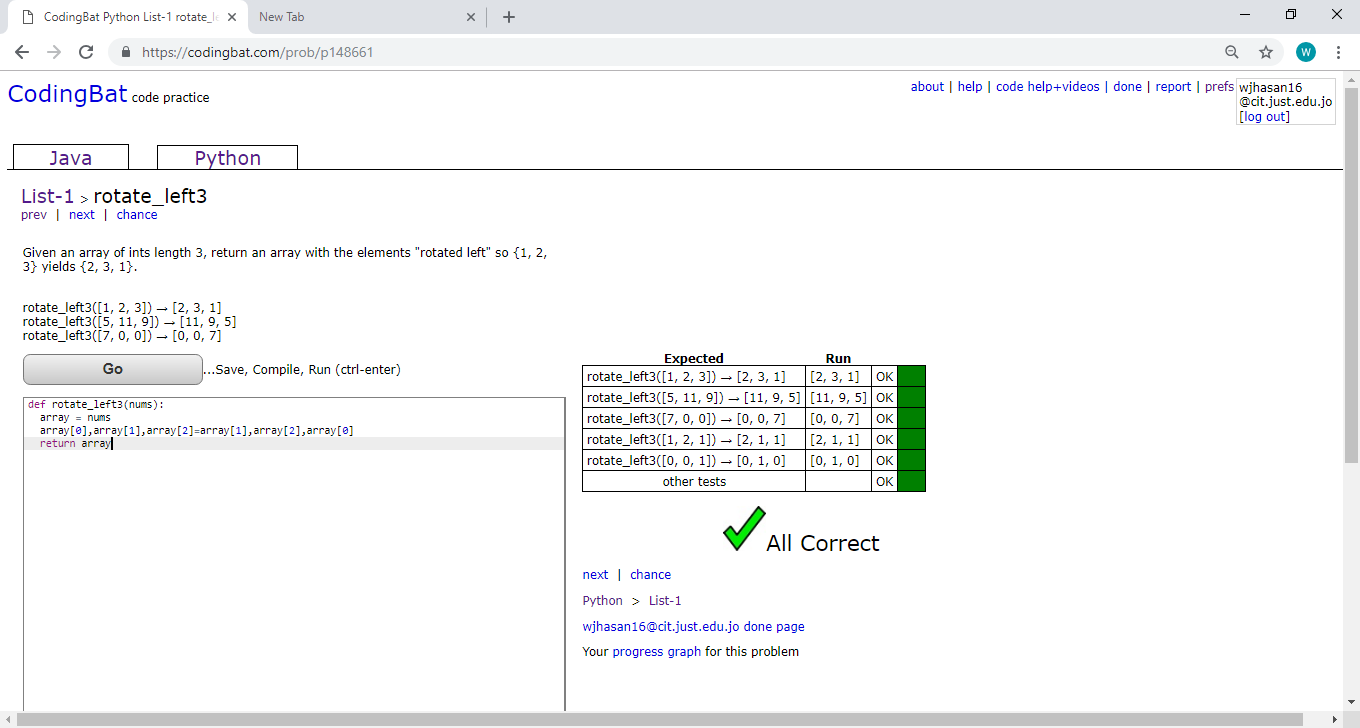 CodingBat Python List-1 rotate_le
New Tab
https://codingbat.com/prob/p148661
W
CodingBat code practice
about | help | code help+videos | done | report | prefs
wjhasan16
@cit.just.edu.jo
[log out]
Java
Python
List-1 > rotate_left3
prev | next | chance
Given an array of ints length 3, return an array with the elements "rotated left" so {1, 2,
3} yields {2, 3, 1}.
rotate_left3([1, 2, 3]) → [2, 3, 1]
rotate_left3([5, 11, 9]) → [11, 9, 5]
rotate_left3([7, 0, 0]) → [0, 0, 7]
Go ...Save, Compile, Run (ctrl-enter)
def rotate_left3(nums):
  array = nums
  array[0],array[1],array[2]=array[1],array[2],array[0]
  return array
Expected Run
rotate_left3([1, 2, 3]) → [2, 3, 1] [2, 3, 1] OK
rotate_left3([5, 11, 9]) → [11, 9, 5] [11, 9, 5] OK
rotate_left3([7, 0, 0]) → [0, 0, 7] [0, 0, 7] OK
rotate_left3([1, 2, 1]) → [2, 1, 1] [2, 1, 1] OK
rotate_left3([0, 0, 1]) → [0, 1, 0] [0, 1, 0] OK
other tests OK
All Correct
next | chance
Python > List-1
wjhasan16@cit.just.edu.jo done page
Your progress graph for this problem